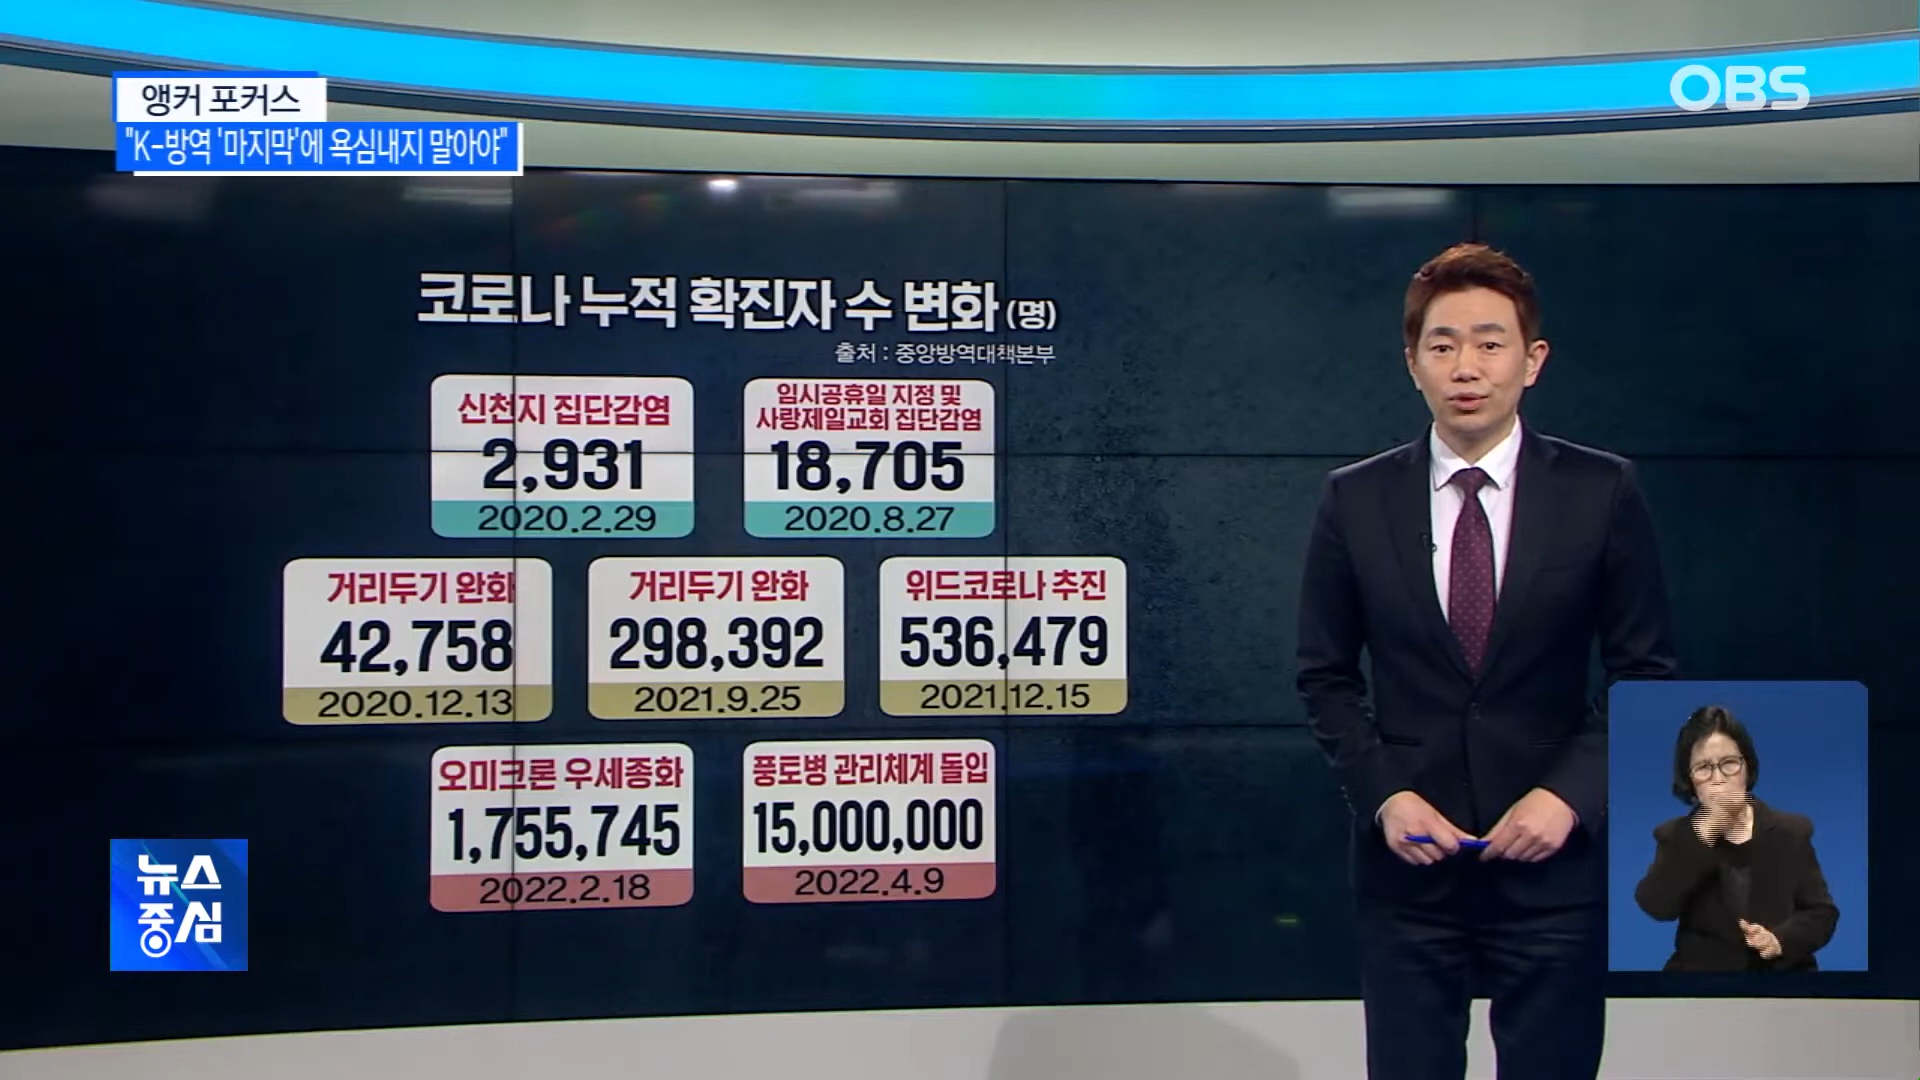 앵커 포커스
"K-방역 '마지막'에 욕심내지 말아야"
OBS
코로나 누적 확진자 수 변화 (명)
출처 : 중앙방역대책본부
신천지 집단감염
2,931
2020.2.29
임시공휴일 지정 및
사랑제일교회 집단감염
18,705
2020.8.27
거리두기 완화
42,758
2020.12.13
거리두기 완화
298,392
2021.9.25
위드코로나 추진
536,479
2021.12.15
오미크론 우세종화
1,755,745
2022.2.18
풍토병 관리체계 돌입
15,000,000
2022.4.9
뉴스
중심